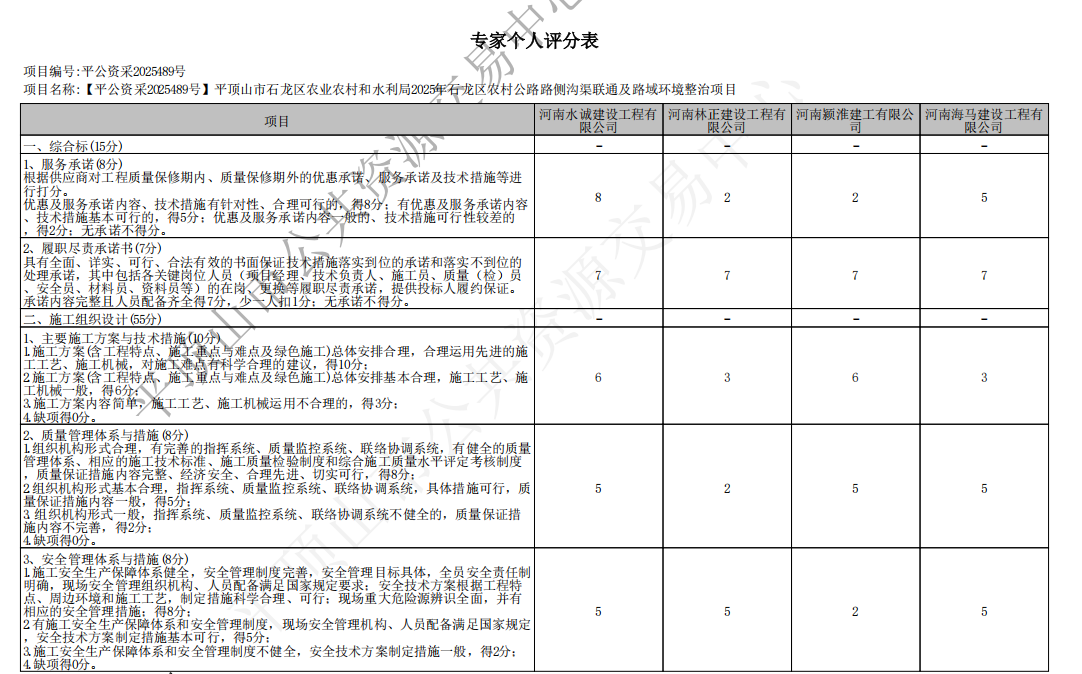 专家个人评分表
项目编号:平公资采2025489号
项目名称:【平公资采2025489号】平顶山市石龙区农业农村和水利局2025年石龙区农村公路路侧沟渠联通及路域环境整治项目
项目
河南水诚建设工程有
限公司
河南林正建设工程有
限公司
河南颍淮建工有限公
司
河南海马建设工程有
限公司
一、综合标(15分)
-
-
-
-
1、服务承诺(8分)
根据供应商对工程质量保修期内、质量保修期外的优惠承诺、服务承诺及技术措施等进
行打分。
优惠及服务承诺内容、技术措施有针对性、合理可行的，得8分；有优惠及服务承诺内容
、技术措施基本可行的，得5分；优惠及服务承诺内容一般的、技术措施可行性较差的
，得2分；无承诺不得分。
8
2
2
5
2、履职尽责承诺书(7分)
具有全面、详实、可行、合法有效的书面保证技术措施落实到位的承诺和落实不到位的
处理承诺，其中包括各关键岗位人员（项目经理、技术负责人、施工员、质量（检）员
、安全员、材料员、资料员等）的在岗、更换等履职尽责承诺，提供投标人履约保证。
承诺内容完整且人员配备齐全得7分，少一人扣1分；无承诺不得分。
7
7
7
7
二、施工组织设计(55分)
-
-
-
-
1、主要施工方案与技术措施(10分)
1.施工方案(含工程特点、施工重点与难点及绿色施工)总体安排合理，合理运用先进的施
工工艺、施工机械，对施工难点有科学合理的建议，得10分；
2.施工方案(含工程特点、施工重点与难点及绿色施工)总体安排基本合理，施工工艺、施
工机械一般，得6分；
3.施工方案内容简单，施工工艺、施工机械运用不合理的，得3分；
4.缺项得0分。
6
3
6
3
2、质量管理体系与措施(8分)
1.组织机构形式合理，有完善的指挥系统、质量监控系统、联络协调系统，有健全的质量
管理体系、相应的施工技术标准、施工质量检验制度和综合施工质量水平评定考核制度
，质量保证措施内容完整、经济安全、合理先进、切实可行，得8分；
2.组织机构形式基本合理，指挥系统、质量监控系统、联络协调系统，具体措施可行，质
量保证措施内容一般，得5分；
3.组织机构形式一般，指挥系统、质量监控系统、联络协调系统不健全的，质量保证措
施内容不完善，得2分；
4.缺项得0分。
5
2
5
5
3、安全管理体系与措施(8分)
1.施工安全生产保障体系健全，安全管理制度完善，安全管理目标具体，全员安全责任制
明确，现场安全管理组织机构、人员配备满足国家规定要求；安全技术方案根据工程特
点、周边环境和施工工艺，制定措施科学合理、可行；现场重大危险源辨识全面，并有
相应的安全管理措施；得8分；
2.有施工安全生产保障体系和安全管理制度，现场安全管理机构、人员配备满足国家规定
，安全技术方案制定措施基本可行，得5分；
3.施工安全生产保障体系和安全管理制度不健全，安全技术方案制定措施一般，得2分；
4.缺项得0分。
5
5
2
5
平顶山市公共资源交易中心
平顶山市公共资源交易中心